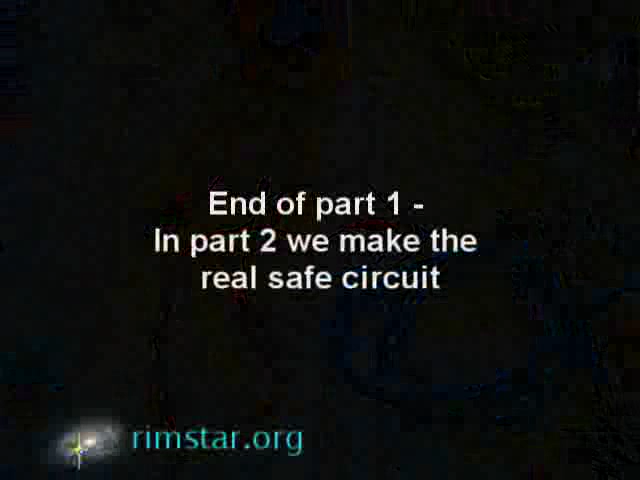 End of part 1 -
In part 2 we make the
real safe circuit
rimstar.org